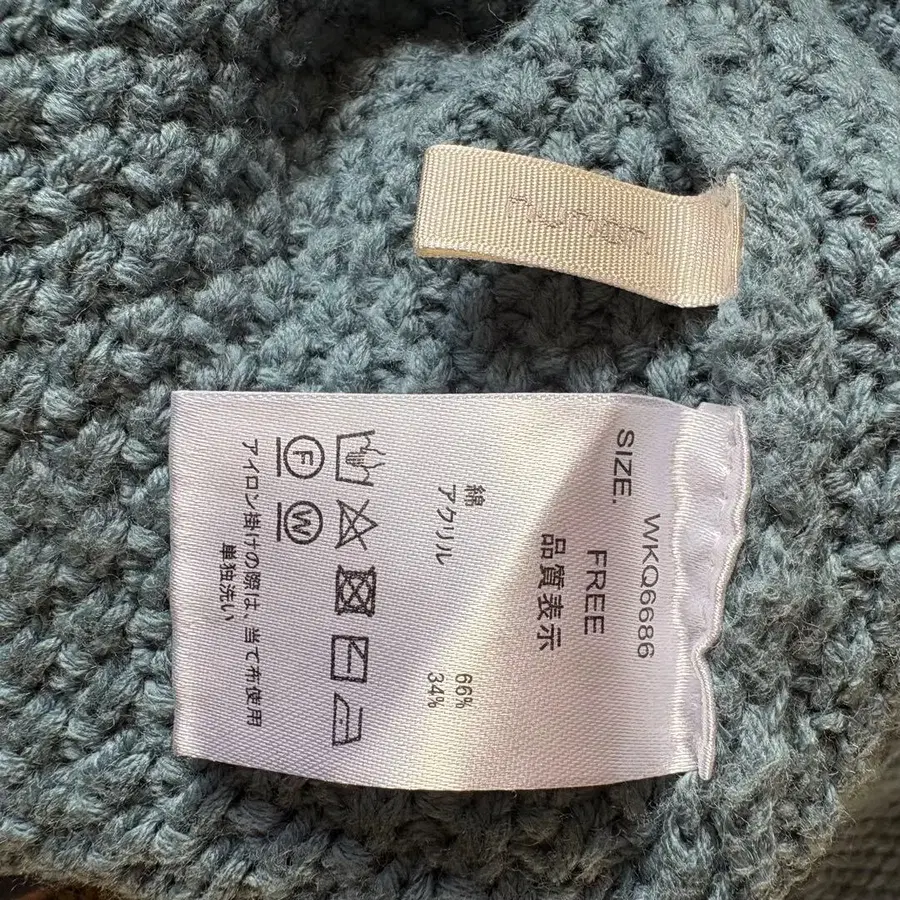 WKQ6686
SIZE. FREE
品質表示
綿 66%
アクリル 34%
F W
アイロン掛けの際は、当て布使用
単独洗い